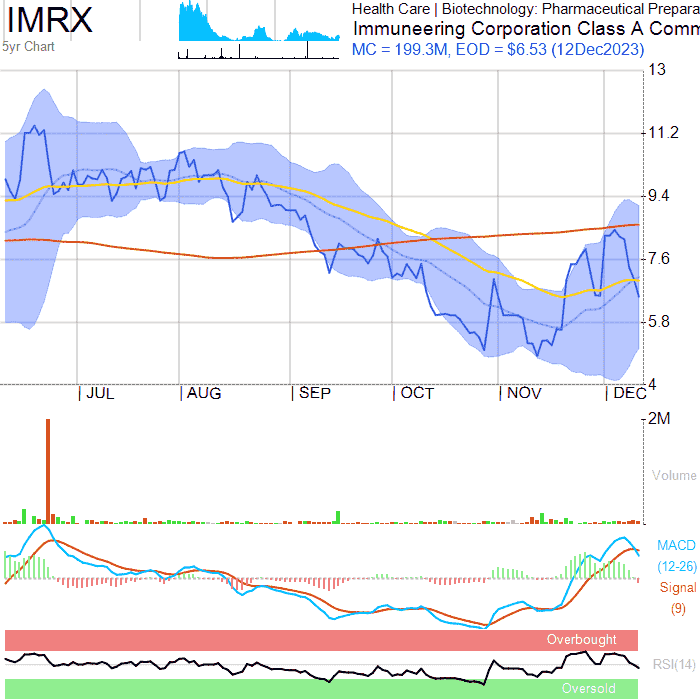 IMRX
5yr Chart
Health Care | Biotechnology: Pharmaceutical Prepara
Immuneering Corporation Class A Comm
MC = 199.3M, EOD = $6.53 (12Dec2023)
13
11.2
9.4
7.6
5.8
4
JUL
AUG
SEP
OCT
NOV
DEC
2M
Volume
MACD
(12-26)
Signal
(9)
Overbought
RSI(14)
Oversold